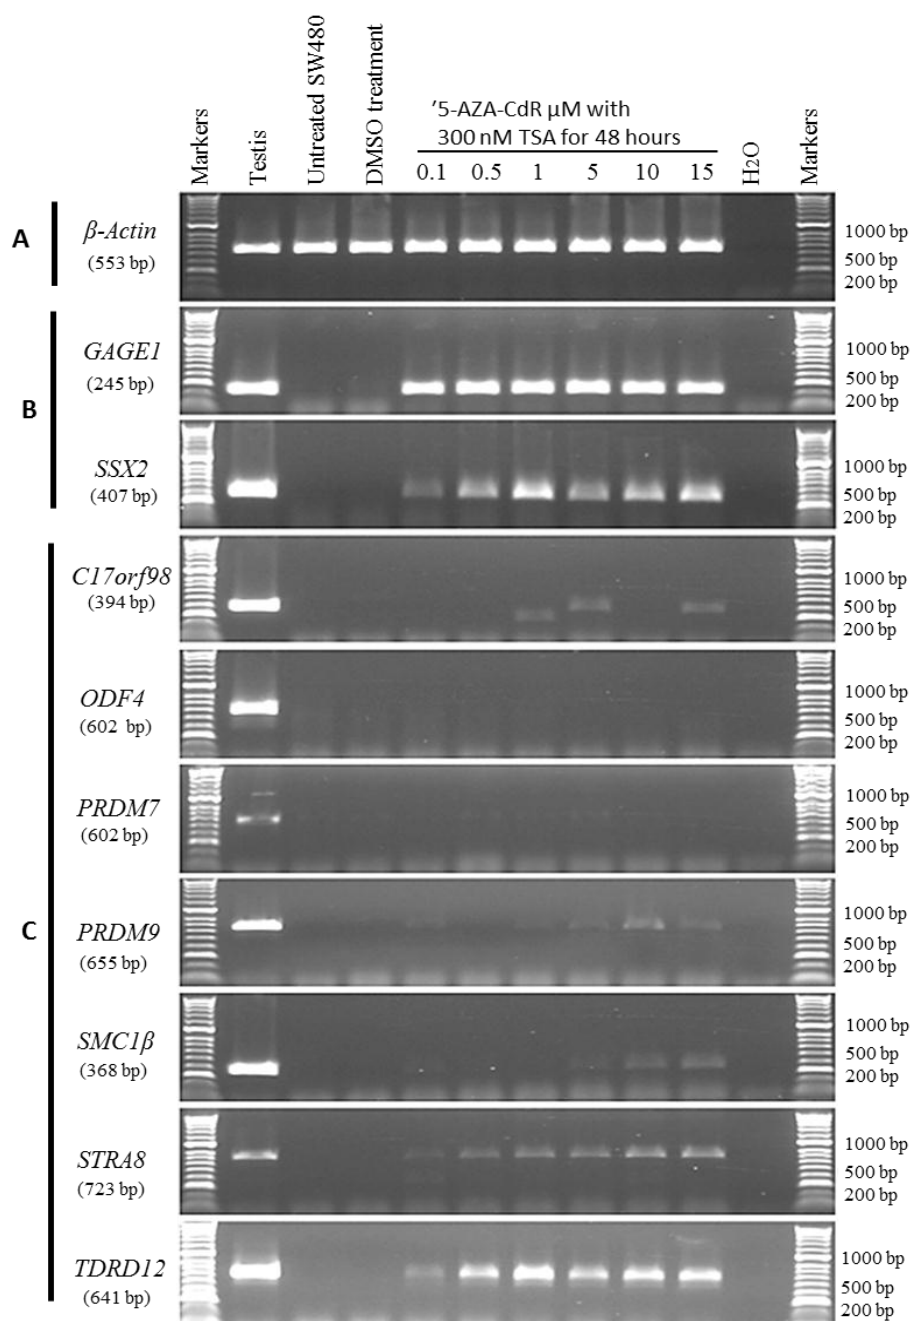 Markers
Testis
Untreated SW480
DMSO treatment
′5-AZA-CdR µM with
300 nM TSA for 48 hours
0.1 0.5 1 5 10 15
H2O
Markers
A
β-Actin
(553 bp)
1000 bp
500 bp
200 bp
B
GAGE1
(245 bp)
1000 bp
500 bp
200 bp
SSX2
(407 bp)
1000 bp
500 bp
200 bp
C
C17orf98
(394 bp)
1000 bp
500 bp
200 bp
ODF4
(602 bp)
1000 bp
500 bp
200 bp
PRDM7
(602 bp)
1000 bp
500 bp
200 bp
PRDM9
(655 bp)
1000 bp
500 bp
200 bp
SMC1β
(368 bp)
1000 bp
500 bp
200 bp
STRA8
(723 bp)
1000 bp
500 bp
200 bp
TDRD12
(641 bp)
1000 bp
500 bp
200 bp